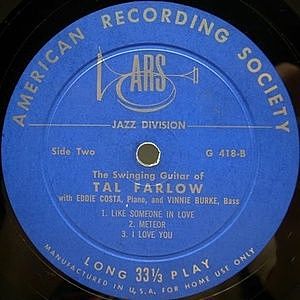 AMERICAN RECORDING SOCIETY
ARS
JAZZ DIVISION
Side Two
G 418-B
The Swinging Guitar of
TAL FARLOW
with EDDIE COSTA, Piano, and VINNIE BURKE, Bass
1. LIKE SOMEONE IN LOVE
2. METEOR
3. I LOVE YOU
LONG 33⅓ PLAY
MANUFACTURED IN U.S.A. FOR HOME USE ONLY